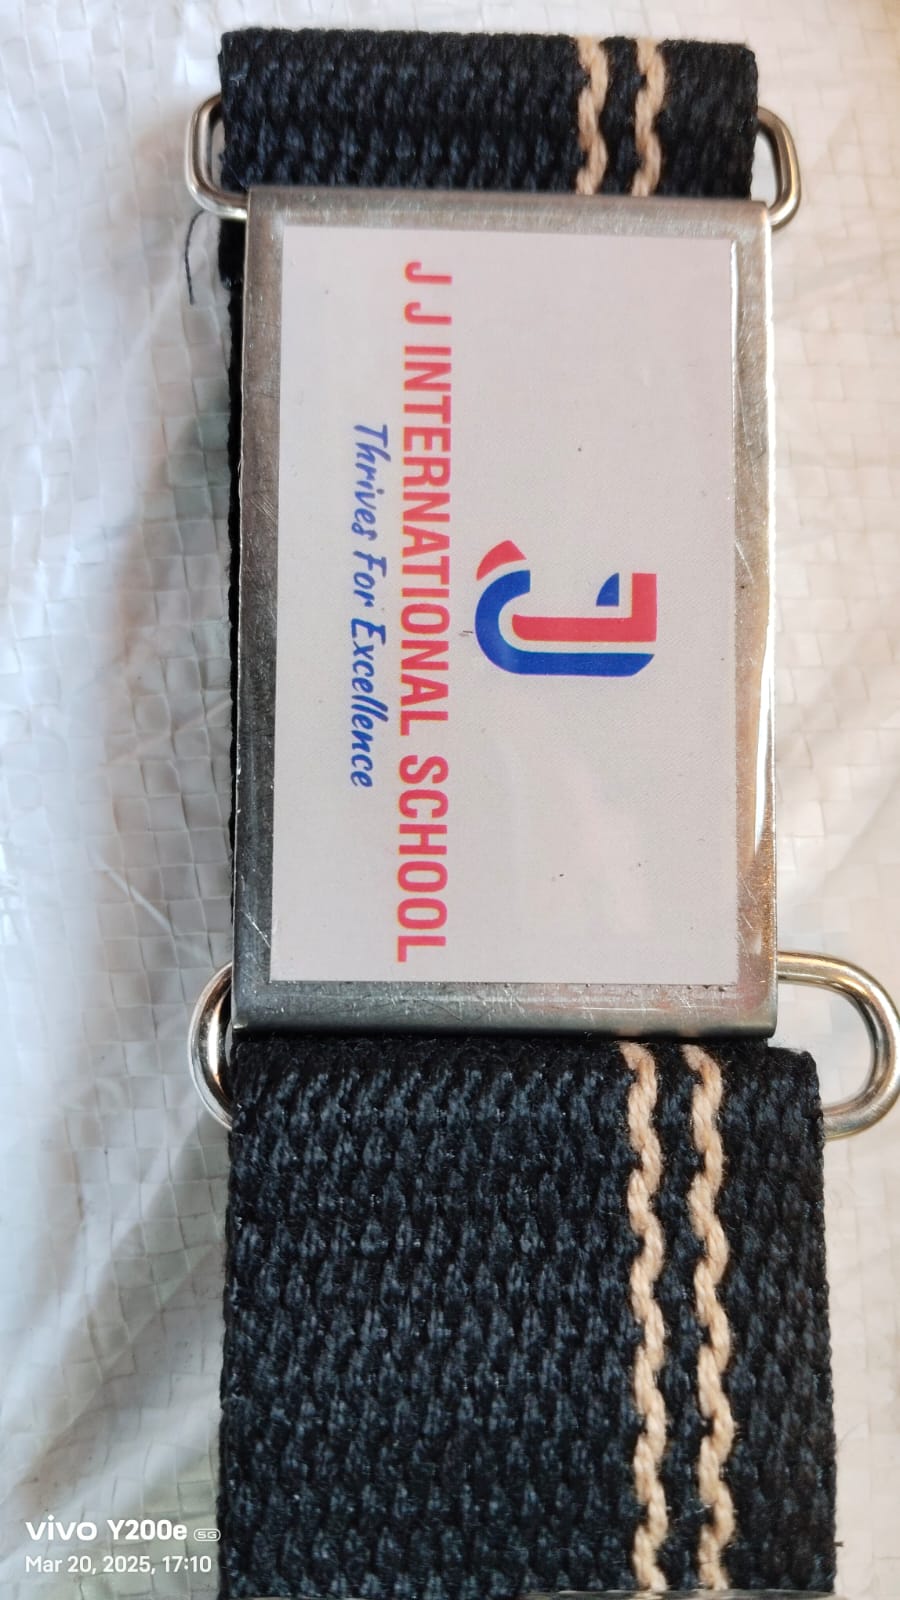 J J INTERNATIONAL SCHOOL
Thrives For Excellence
vivo Y200e 5G
Mar 20, 2025, 17:10